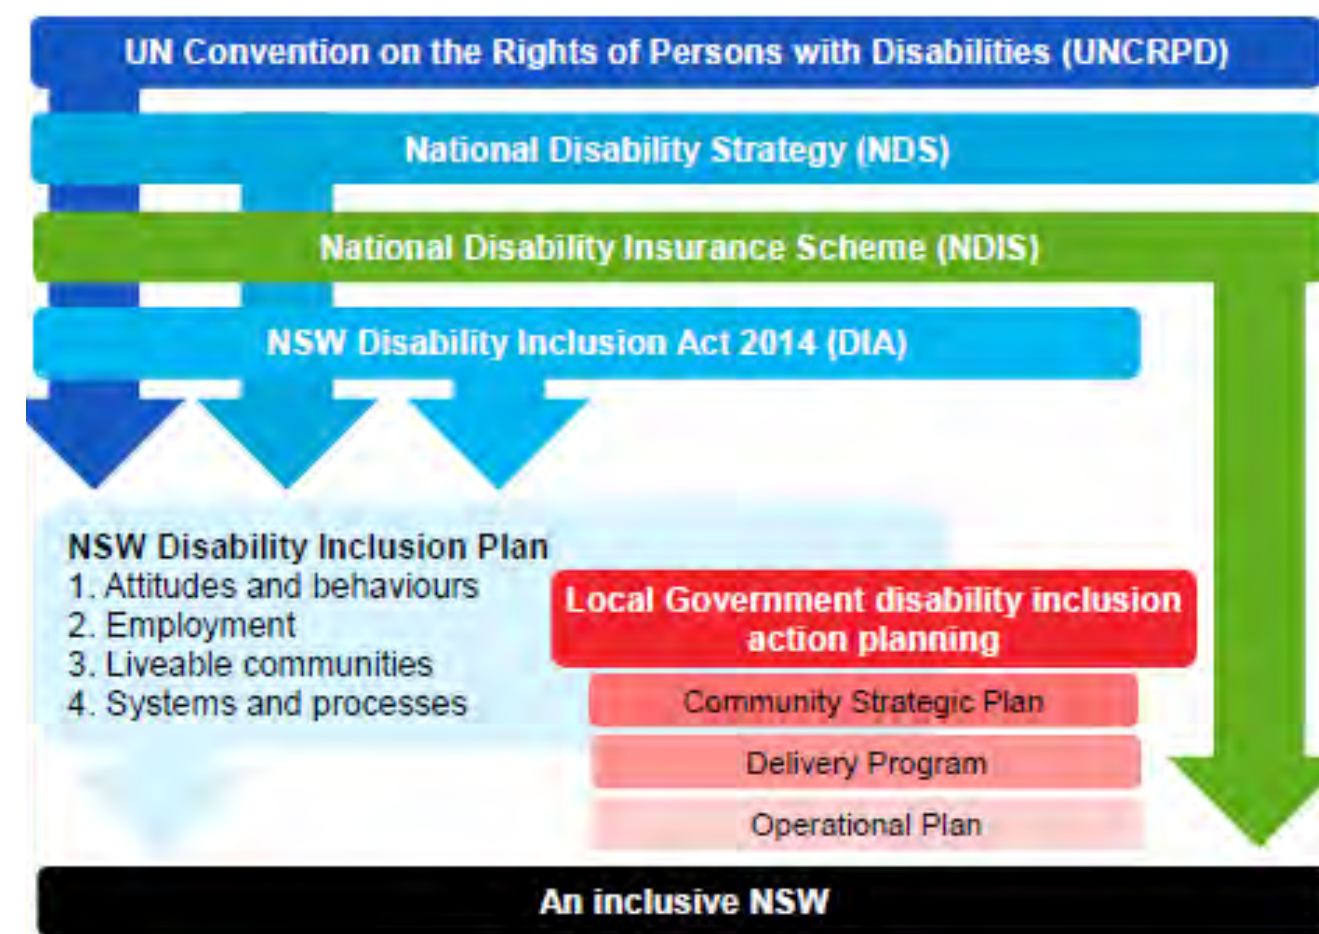 UN Convention on the Rights of Persons with Disabilities (UNCRPD)
National Disability Strategy (NDS)
National Disability Insurance Scheme (NDIS)
NSW Disability Inclusion Act 2014 (DIA)
NSW Disability Inclusion Plan
1. Attitudes and behaviours
2. Employment
3. Liveable communities
4. Systems and processes
Local Government disability inclusion
action planning
Community Strategic Plan
Delivery Program
Operational Plan
An inclusive NSW